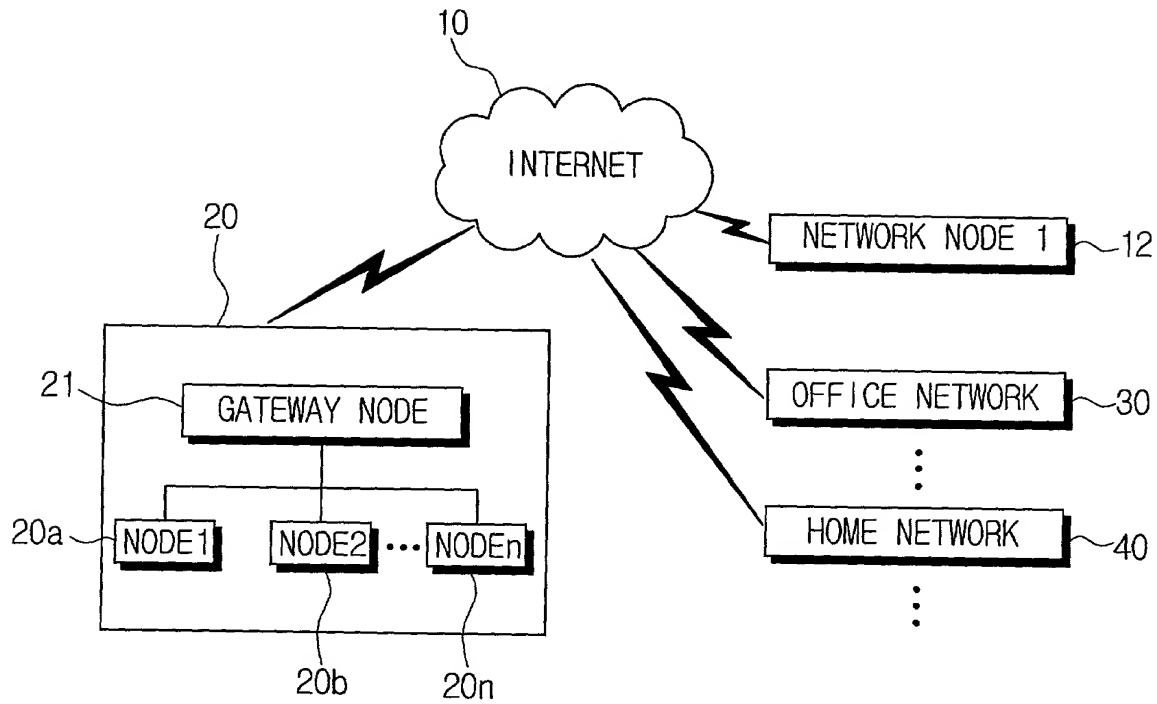 10
INTERNET
20
NETWORK NODE 1
12
21
GATEWAY NODE
OFFICE NETWORK
30
20a
NODE1
NODE2
NODEn
HOME NETWORK
40
20b
20n